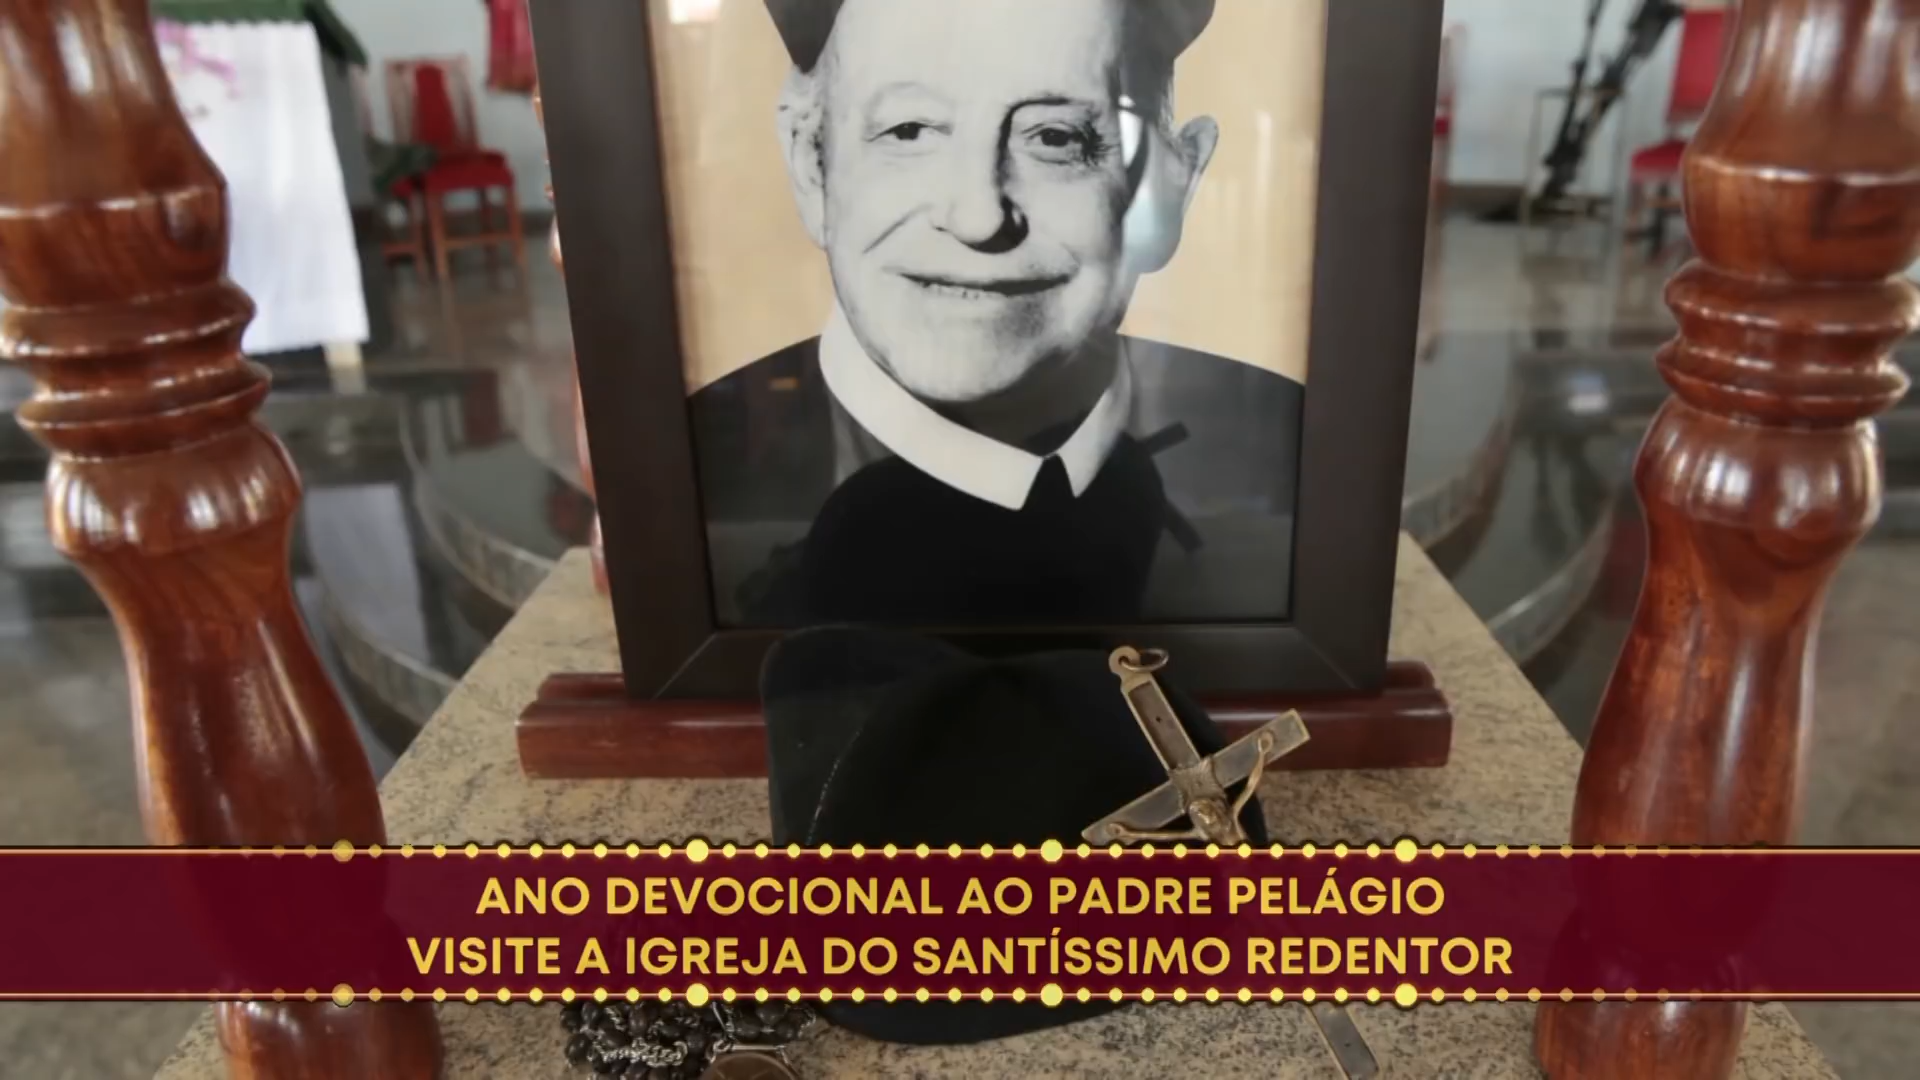 ANO DEVOCIONAL AO PADRE PELÁGIO
VISITE A IGREJA DO SANTÍSSIMO REDENTOR